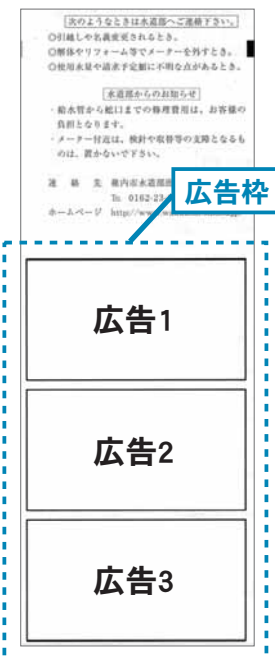 次のようなときは水道部へご連絡下さい。
○引越しや名義変更されるとき。
○解体やリフォーム等でメーターを外すとき。
○使用水量や請求予定額に不明な点があるとき。
水道部からのお知らせ
・給水管から蛇口までの修理費用は、お客様の
負担となります。
・メーター付近は、検針や取替等の支障となるも
のは、置かないで下さい。
連絡先 稚内市水道部
℡ 0162-23
ホームページ http://www
広告枠
広告1
広告2
広告3